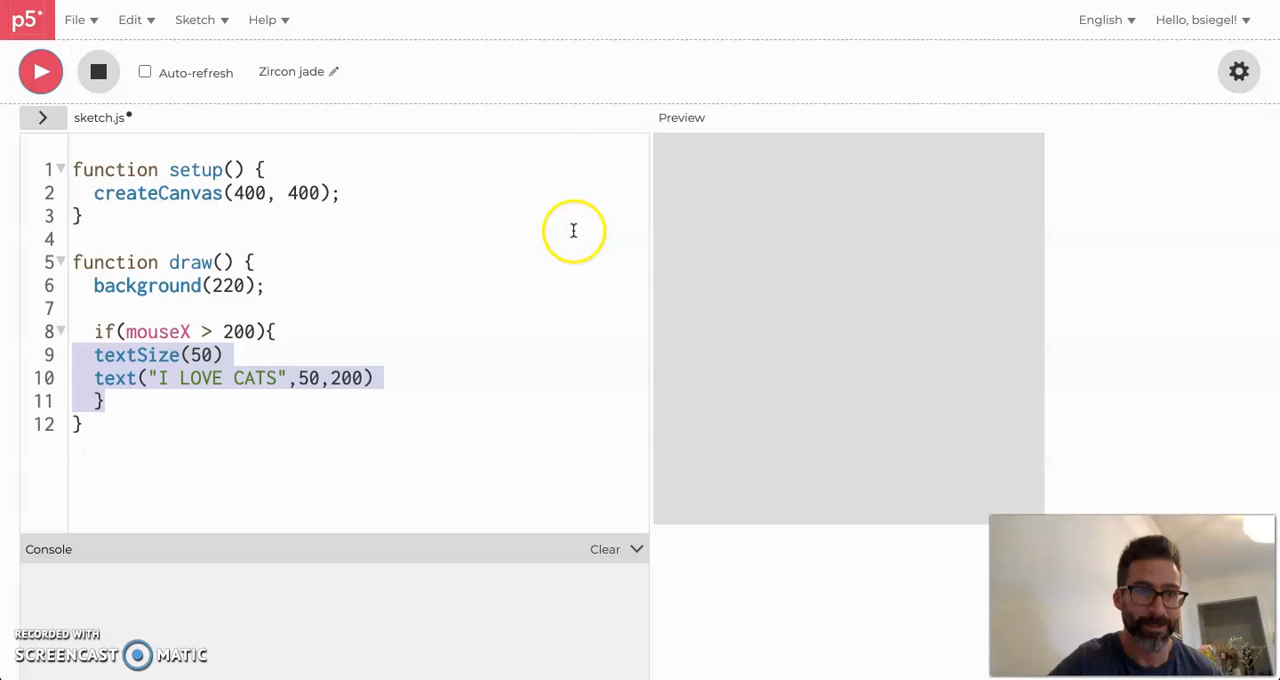 p5* File Edit Sketch Help English Hello, bsiegel!
Auto-refresh Zircon jade
sketch.js Preview
1 function setup() {
2 createCanvas(400, 400);
3 }
4
5 function draw() {
6 background(220);
7
8 if(mouseX > 200){
9 textSize(50)
10 text("I LOVE CATS",50,200)
11 }
12 }
Console Clear
RECORDED WITH
SCREENCAST MATIC